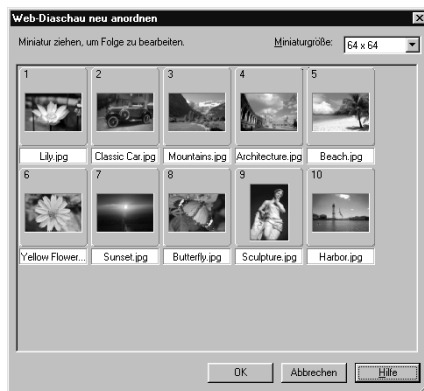 Web-Diaschau neu anordnen
Miniatur ziehen, um Folge zu bearbeiten. Miniaturgröße: 64 x 64
1 2 3 4 5
Lily.jpg Classic Car.jpg Mountains.jpg Architecture.jpg Beach.jpg
6 7 8 9 10
Yellow Flower... Sunset.jpg Butterfly.jpg Sculpture.jpg Harbor.jpg
OK Abbrechen Hilfe